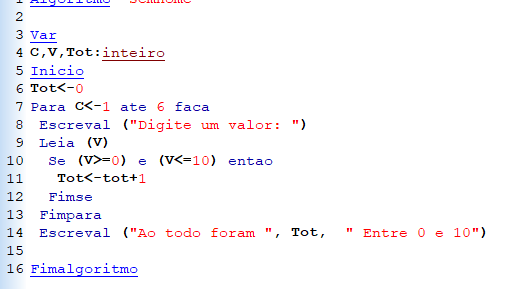 1 Algoritmo "semnome"
2
3 Var
4 C,V,Tot:inteiro
5 Inicio
6 Tot<-0
7 Para C<-1 ate 6 faca
8 Escreval ("Digite um valor: ")
9 Leia (V)
10 Se (V>=0) e (V<=10) entao
11 Tot<-tot+1
12 Fimse
13 Fimpara
14 Escreval ("Ao todo foram ", Tot, " Entre 0 e 10")
15
16 Fimalgoritmo